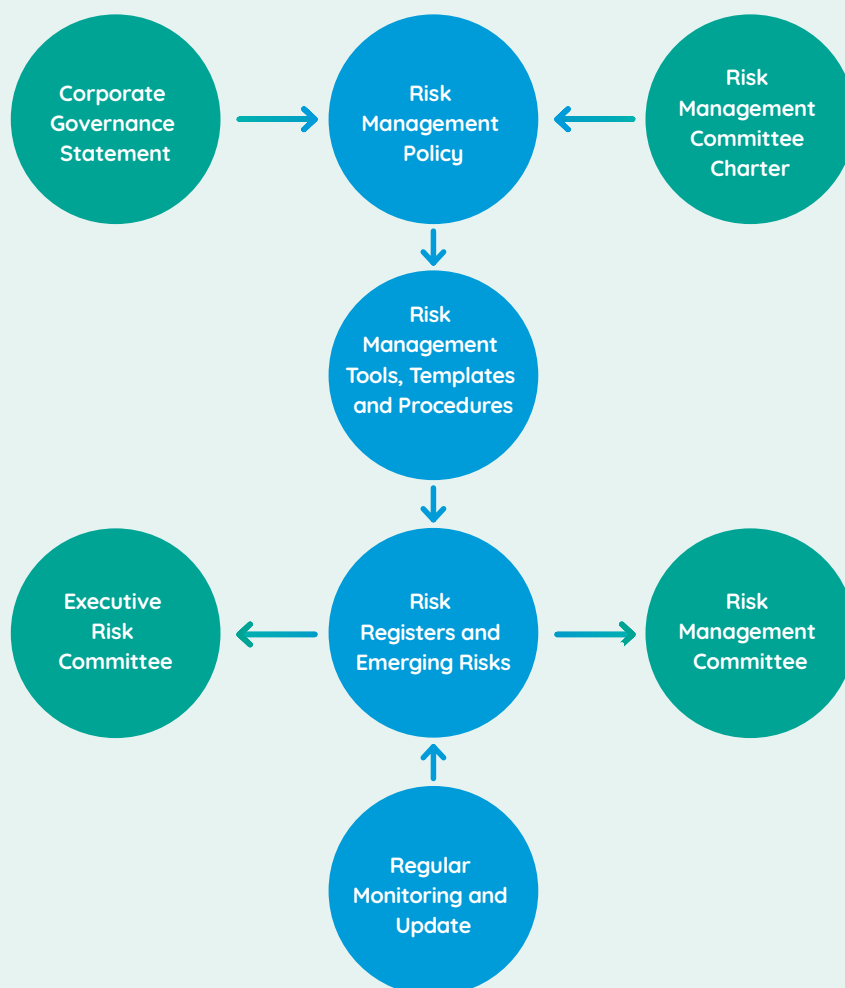 Corporate
Governance
Statement
Risk
Management
Policy
Risk
Management
Committee
Charter
Risk
Management
Tools, Templates
and Procedures
Executive
Risk
Committee
Risk
Registers and
Emerging Risks
Risk
Management
Committee
Regular
Monitoring and
Update